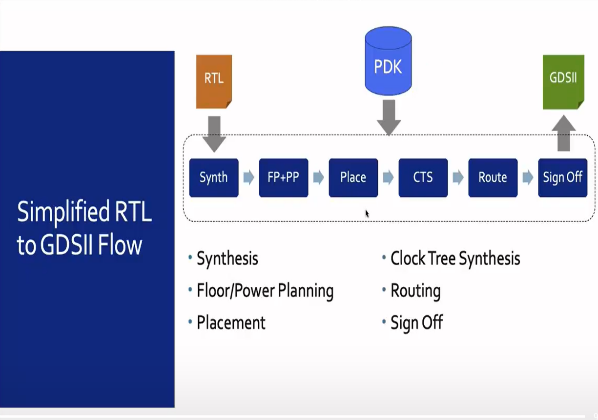 RTL
PDK
GDSII
Synth
FP+PP
Place
CTS
Route
Sign Off
Simplified RTL
to GDSII Flow
• Synthesis
• Floor/Power Planning
• Placement
• Clock Tree Synthesis
• Routing
• Sign Off